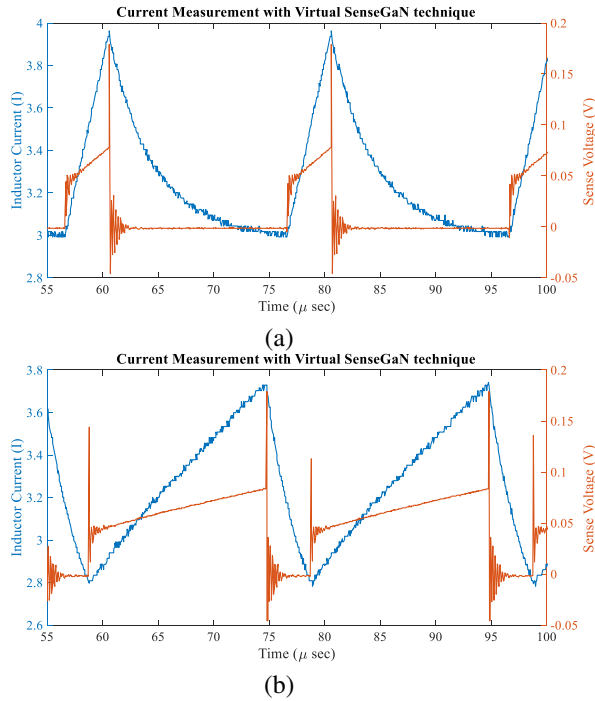 (a)
Current Measurement with Virtual SenseGaN technique
Inductor Current (I)
4
3.8
3.6
3.4
3.2
3
2.8
Sense Voltage (V)
0.2
0.15
0.1
0.05
0
-0.05
55 60 65 70 75 80 85 90 95 100
Time (μ sec)
(a)
Current Measurement with Virtual SenseGaN technique
Inductor Current (I)
3.8
3.6
3.4
3.2
3
2.8
2.6
Sense Voltage (V)
0.2
0.15
0.1
0.05
0
-0.05
55 60 65 70 75 80 85 90 95 100
Time (μ sec)
(b)